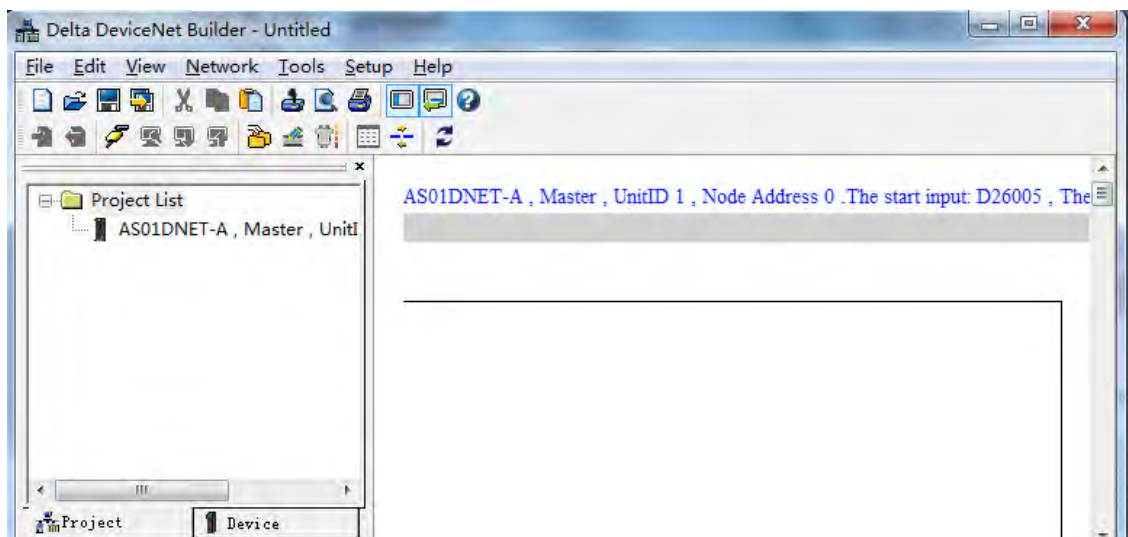 Delta DeviceNet Builder - Untitled
File Edit View Network Tools Setup Help
Project List
AS01DNET-A , Master , UnitI
AS01DNET-A , Master , UnitID 1 , Node Address 0 .The start input: D26005 , The
Project
Device